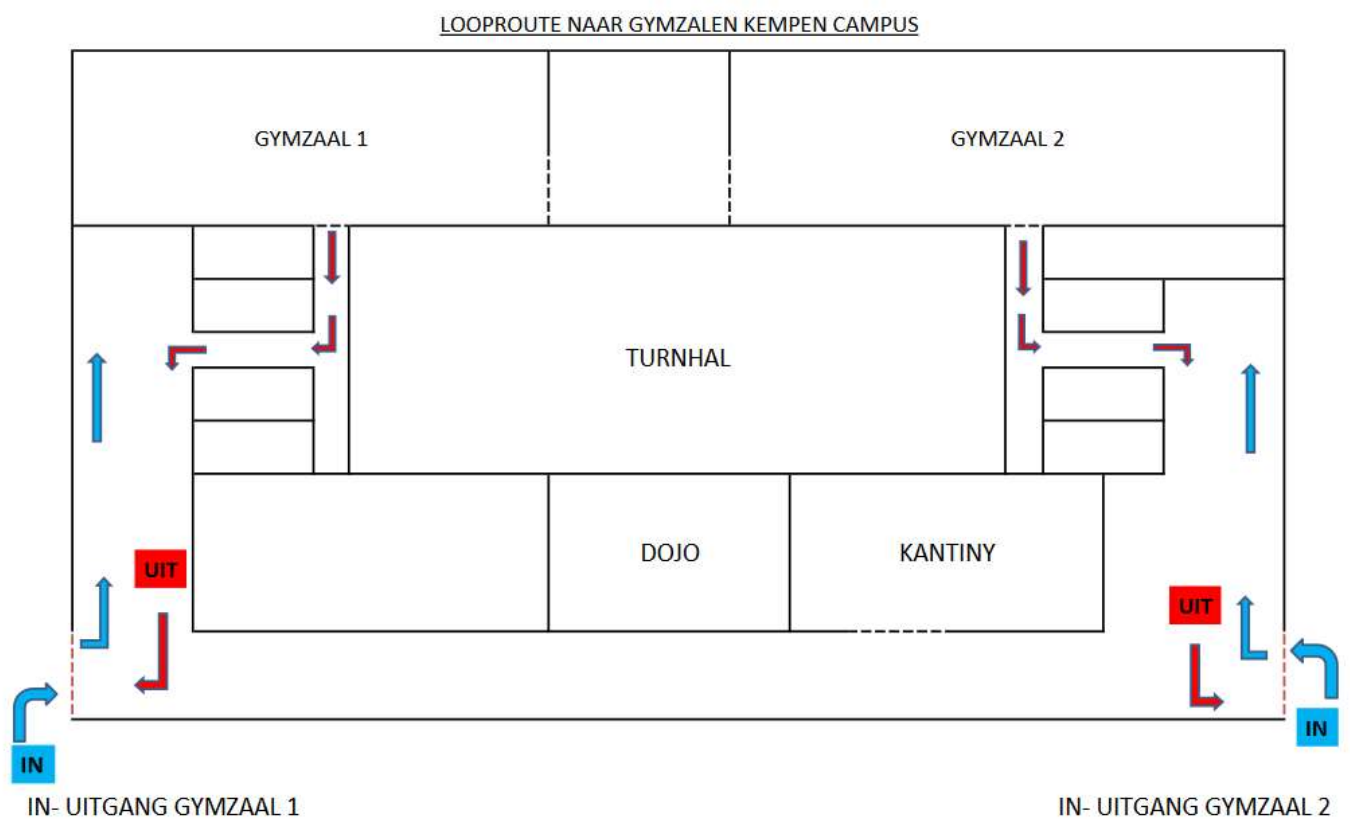 LOOPROUTE NAAR GYMZALEN KEMPEN CAMPUS
GYMZAAL 1
GYMZAAL 2
TURNHAL
DOJO
KANTINY
UIT
UIT
IN
IN
IN- UITGANG GYMZAAL 1
IN- UITGANG GYMZAAL 2